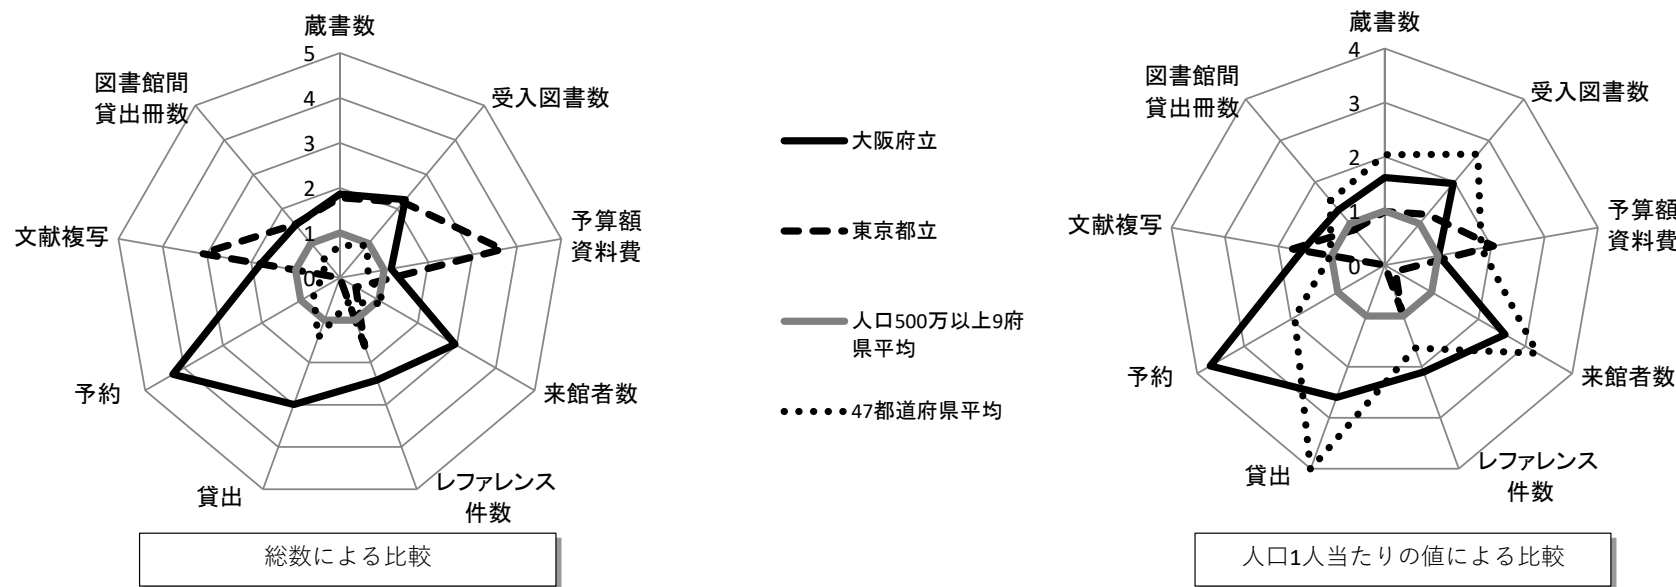 蔵書数
5
4
3
2
1
0
受入図書数
予算額
資料費
来館者数
レファレンス
件数
貸出
予約
文献複写
図書館間
貸出冊数
総数による比較
大阪府立
東京都立
人口500万以上9府
県平均
47都道府県平均
蔵書数
4
3
2
1
0
受入図書数
予算額
資料費
来館者数
レファレンス
件数
貸出
予約
文献複写
図書館間
貸出冊数
人口1人当たりの値による比較